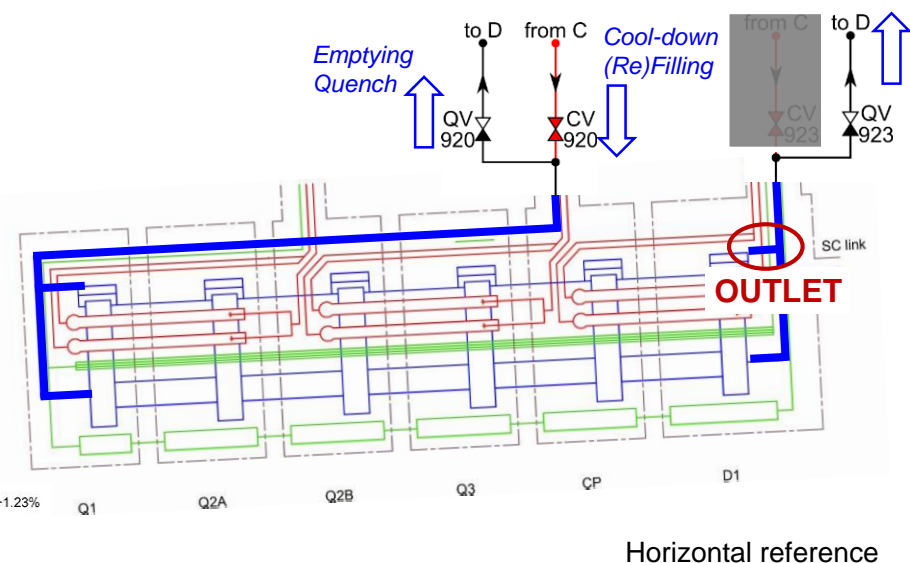 to D
from C
from C
to D
Emptying
Quench
Cool-down
(Re)Filling
QV
920
CV
920
CV
923
QV
923
SC link
OUTLET
1.23%
Q1
Q2A
Q2B
Q3
CP
D1
Horizontal reference